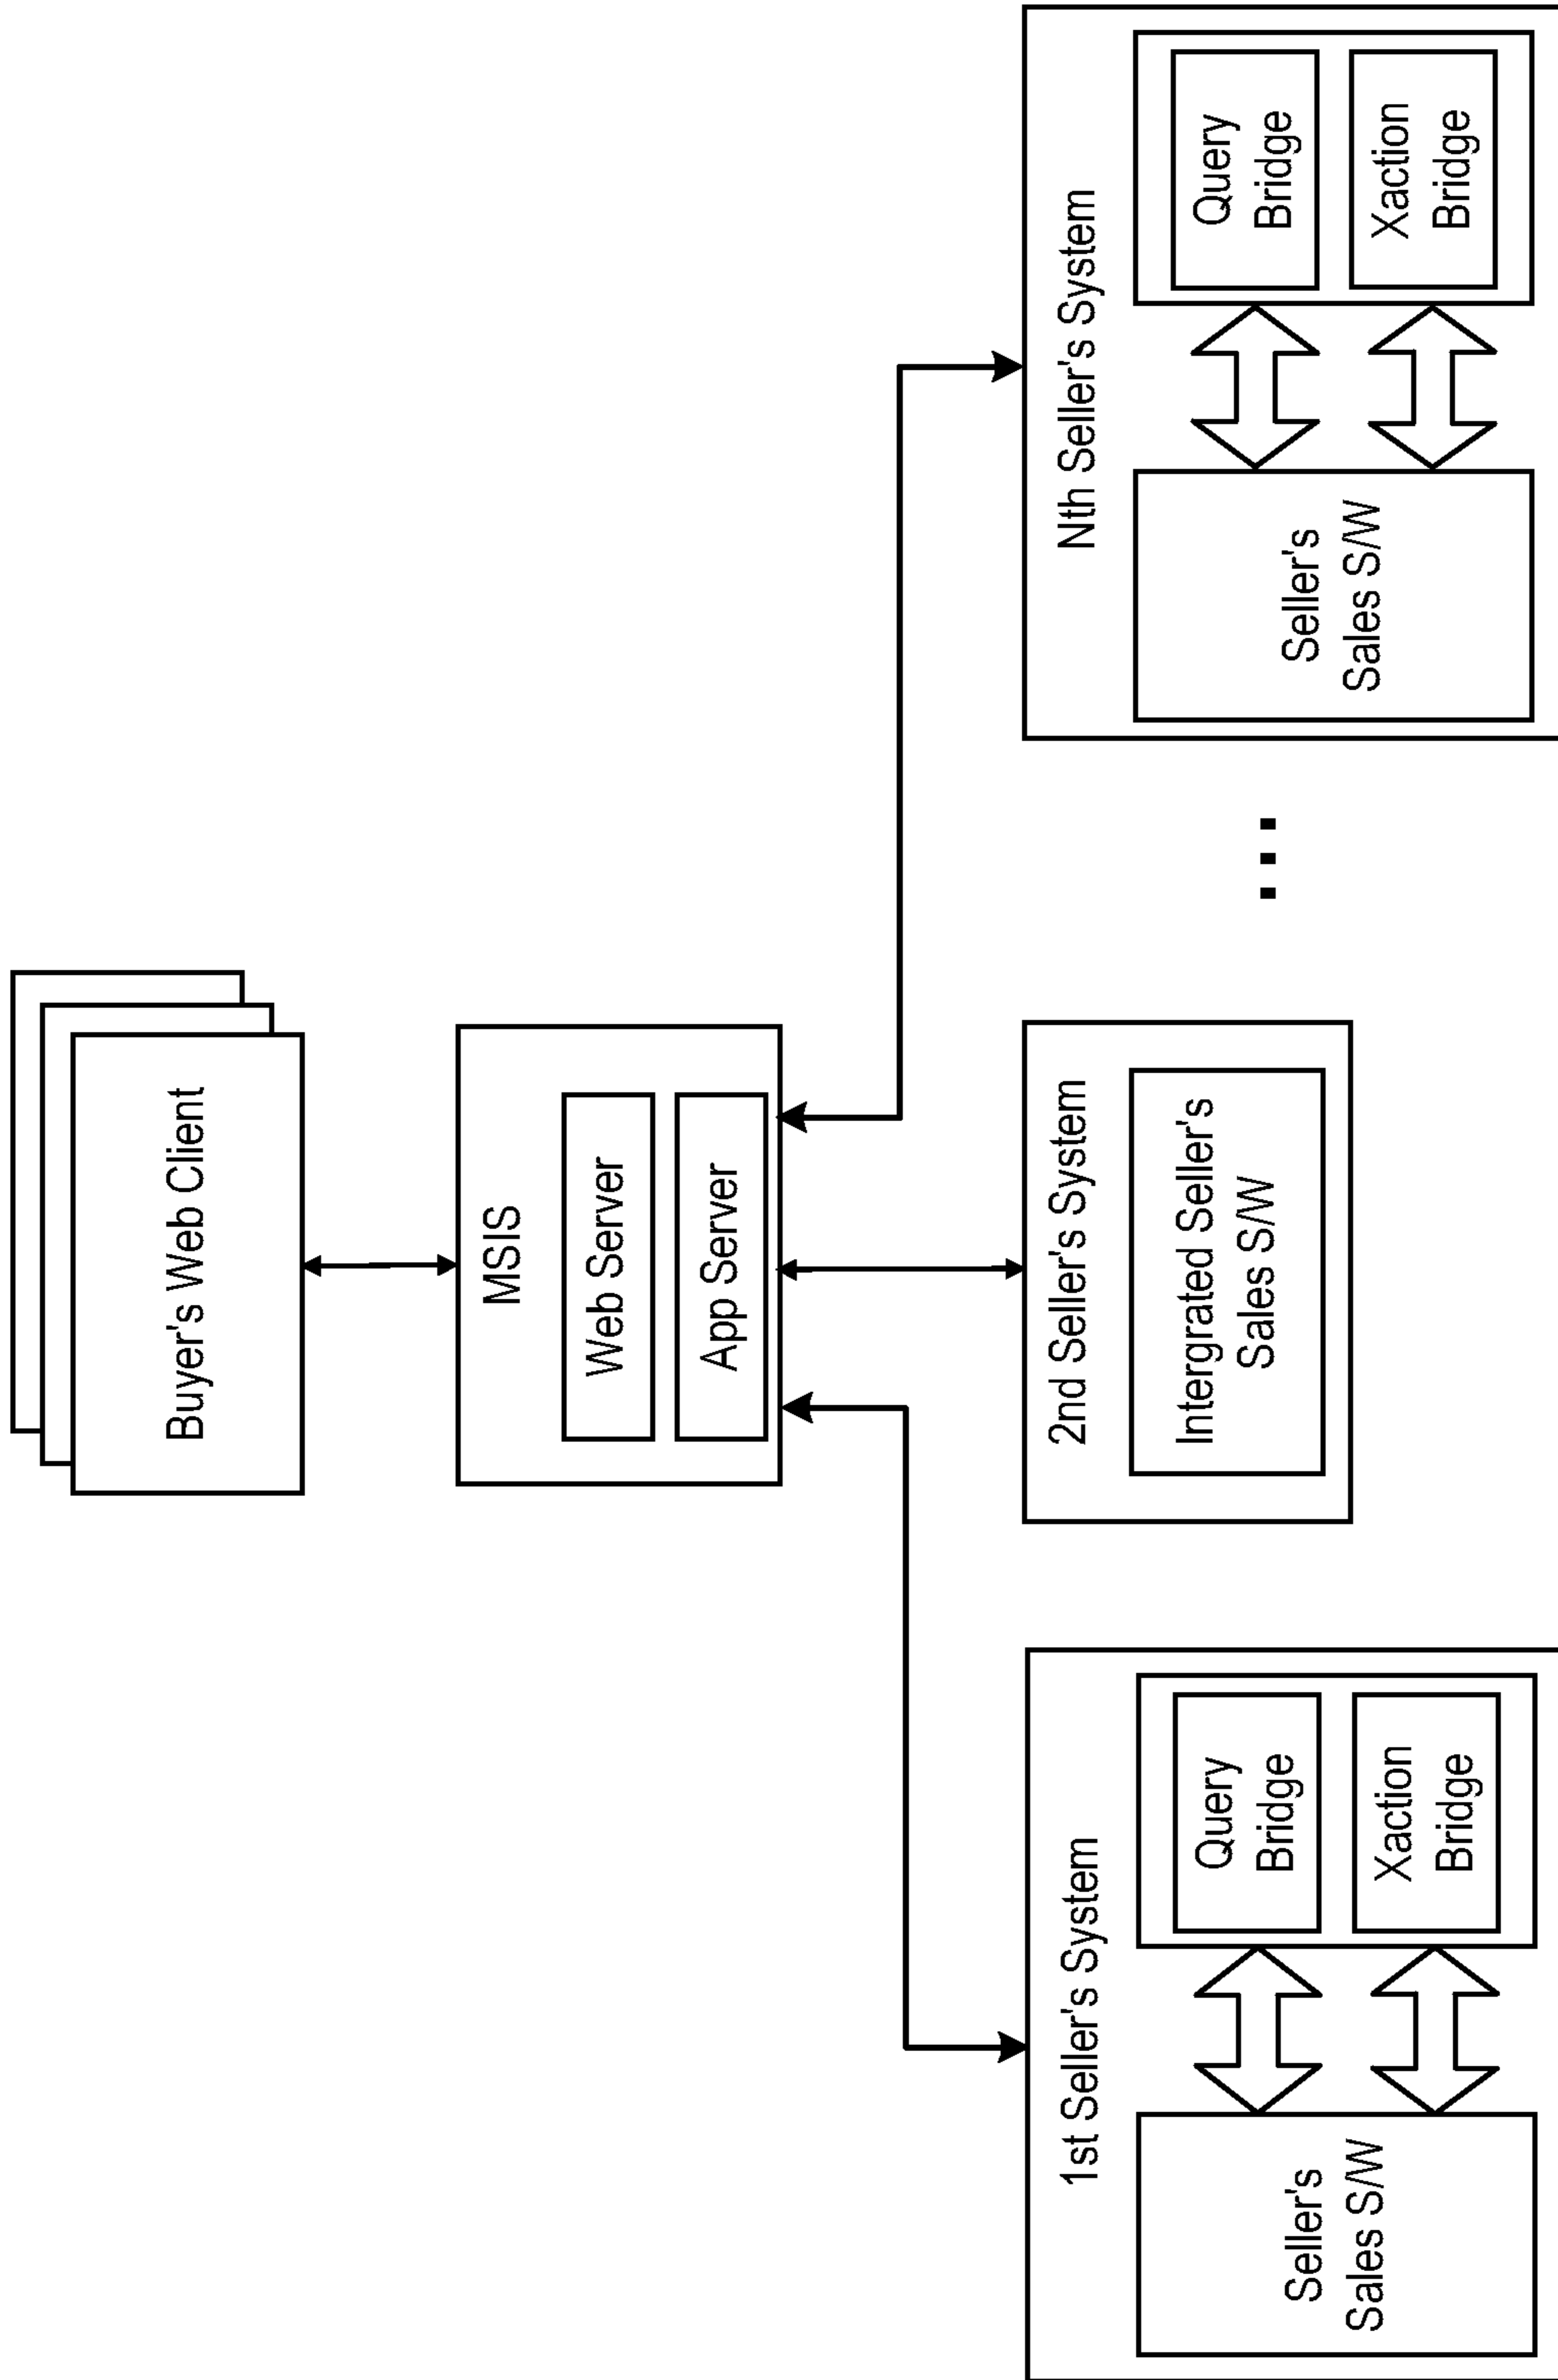 Buyer's Web Client
MSIS
Web Server
App Server
1st Seller's System
Seller's
Sales S/W
Query
Bridge
Xaction
Bridge
2nd Seller's System
Intergrated Seller's
Sales S/W
...
Nth Seller's System
Seller's
Sales S/W
Query
Bridge
Xaction
Bridge